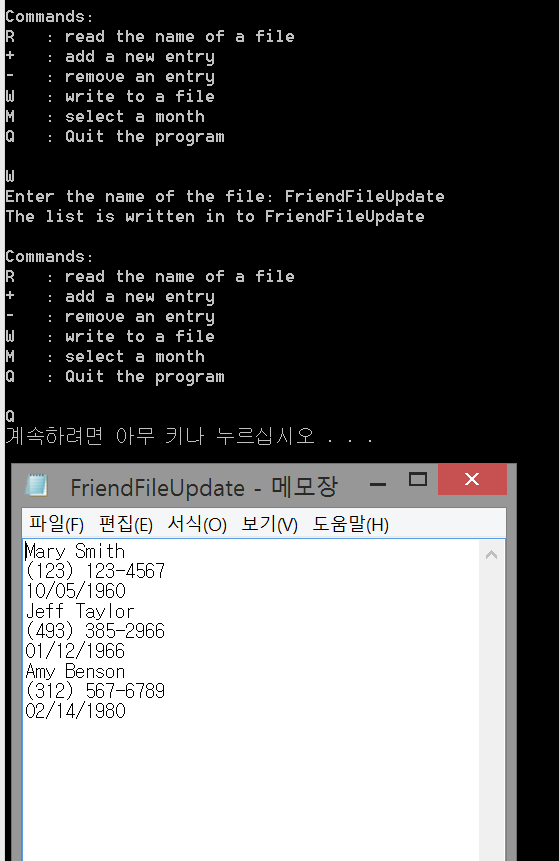 Commands:
R   : read the name of a file
+   : add a new entry
-   : remove an entry
W   : write to a file
M   : select a month
Q   : Quit the program
W
Enter the name of the file: FriendFileUpdate
The list is written in to FriendFileUpdate
Commands:
R   : read the name of a file
+   : add a new entry
-   : remove an entry
W   : write to a file
M   : select a month
Q   : Quit the program
Q
계속하려면 아무 키나 누르십시오 . . .
FriendFileUpdate - 메모장
파일(F) 편집(E) 서식(O) 보기(V) 도움말(H)
Mary Smith
(123) 123-4567
10/05/1960
Jeff Taylor
(493) 385-2966
01/12/1966
Amy Benson
(312) 567-6789
02/14/1980